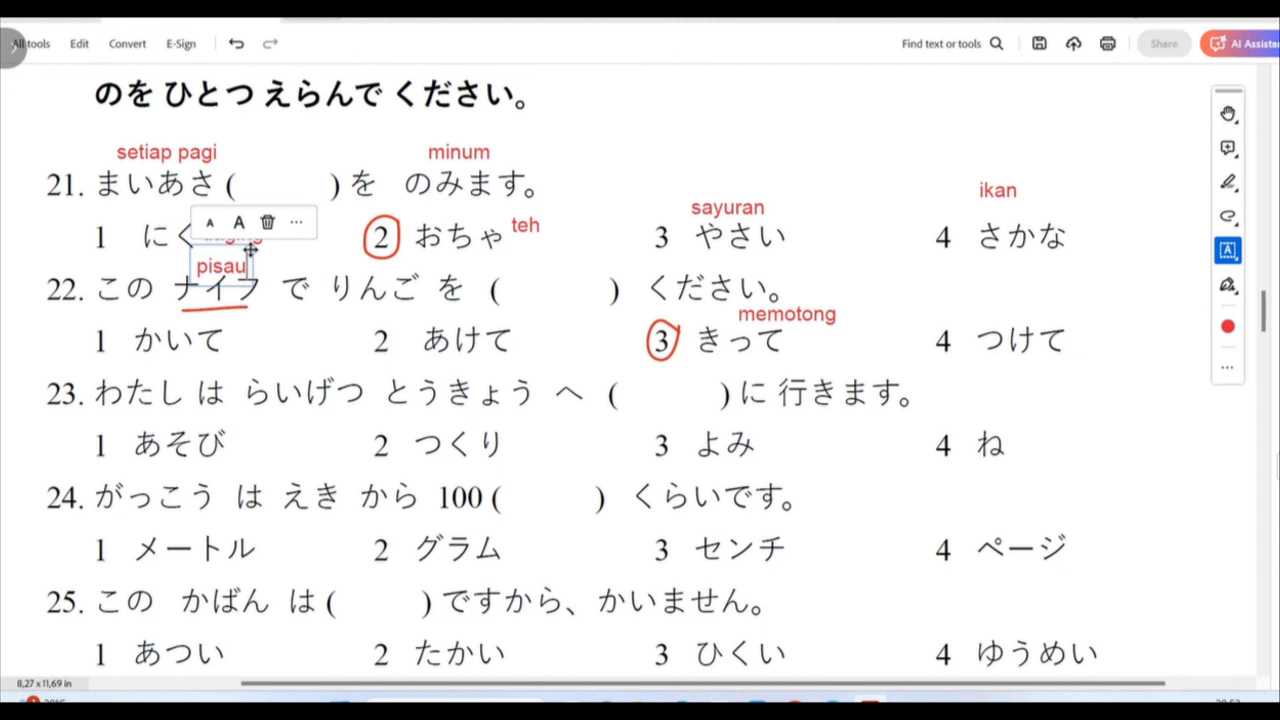 All tools Edit Convert E-Sign Find text or tools Share AI Assista
のを ひとつ えらんで ください。
setiap pagi minum
21. まいあさ ( )を のみます。
sayuran ikan
1 にく 2 おちゃ teh 3 やさい 4 さかな
pisau
22. この ナイフ で りんご を ( ) ください。
memotong
1 かいて 2 あけて 3 きって 4 つけて
23. わたし は らいげつ とうきょう へ ( )に 行きます。
1 あそび 2 つくり 3 よみ 4 ね
24. がっこう は えき から 100 ( ) くらいです。
1 メートル 2 グラム 3 センチ 4 ページ
25. この かばん は ( )ですから、かいません。
1 あつい 2 たかい 3 ひくい 4 ゆうめい
8,27 x 11,69 in